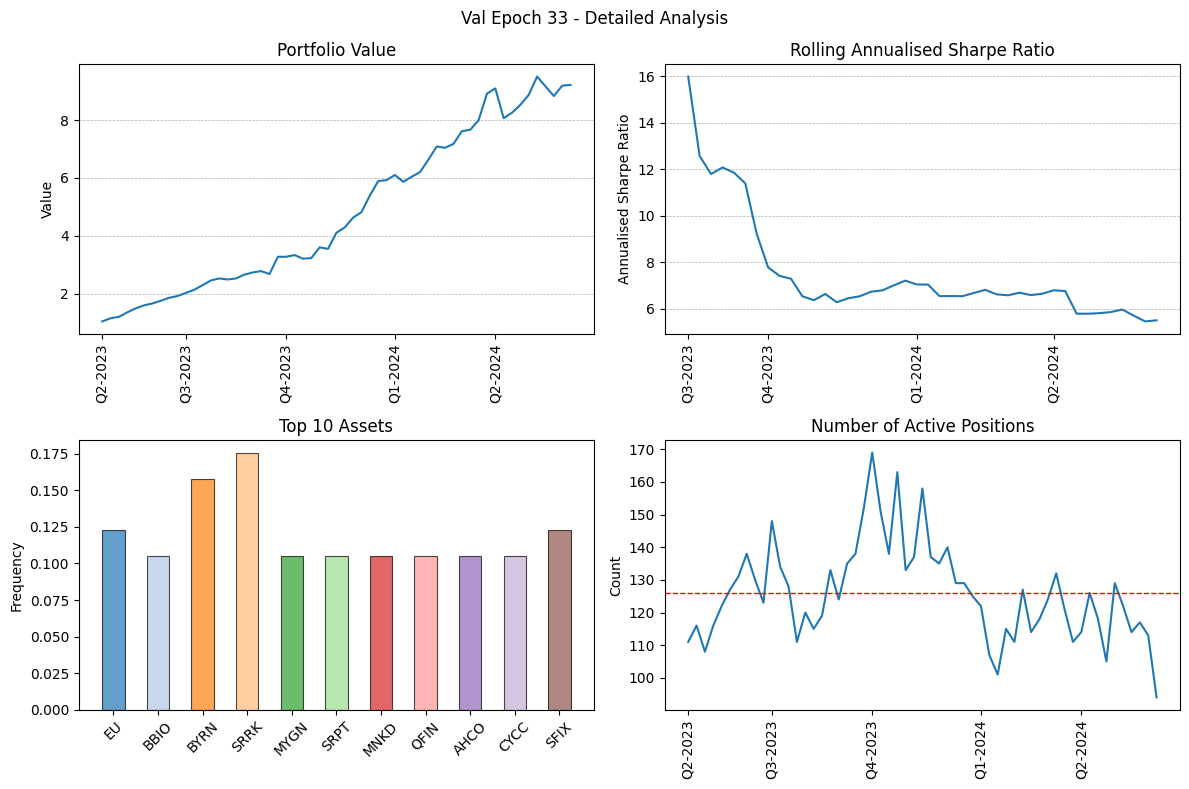 Val Epoch 33 - Detailed Analysis
Portfolio Value
Value
8
6
4
2
Q2-2023
Q3-2023
Q4-2023
Q1-2024
Q2-2024
Rolling Annualised Sharpe Ratio
Annualised Sharpe Ratio
16
14
12
10
8
6
Q3-2023
Q4-2023
Q1-2024
Q2-2024
Top 10 Assets
Frequency
0.175
0.150
0.125
0.100
0.075
0.050
0.025
0.000
EU
BBIO
BYRN
SRRK
MYGN
SRPT
MNKD
QFIN
AHCO
CYCC
SFIX
Number of Active Positions
Count
170
160
150
140
130
120
110
100
Q2-2023
Q3-2023
Q4-2023
Q1-2024
Q2-2024